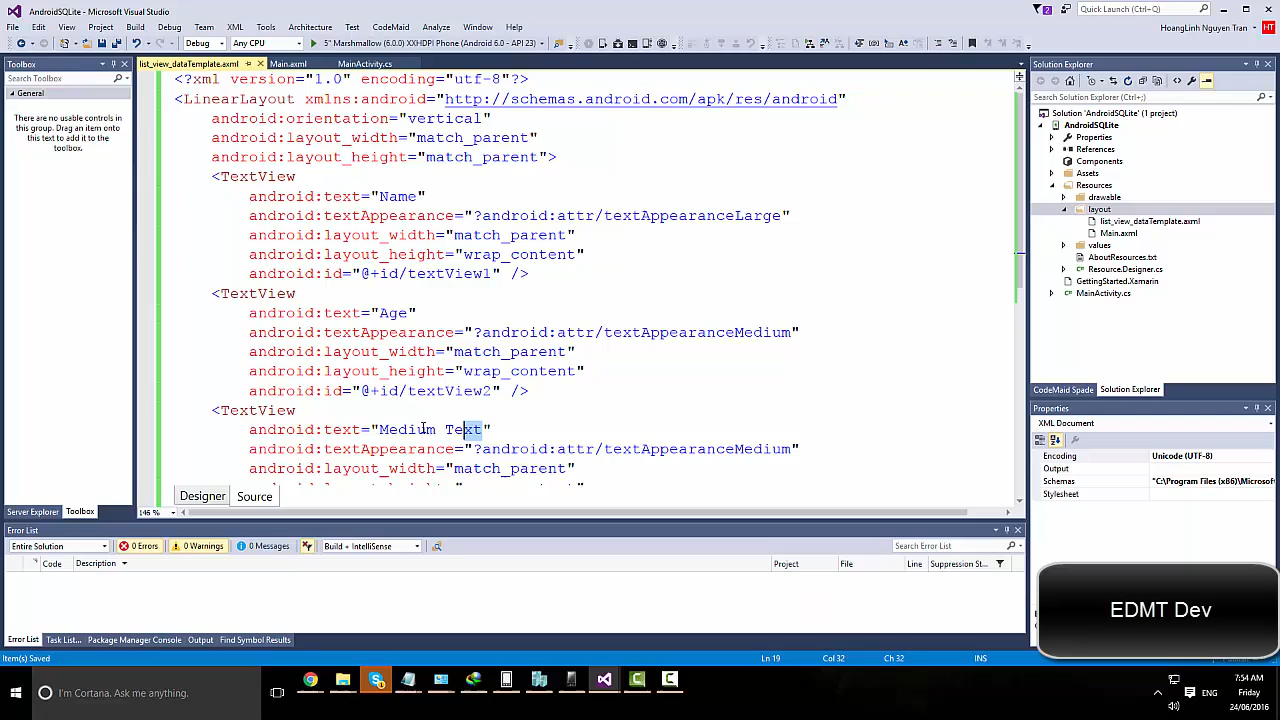 AndroidSQLite - Microsoft Visual Studio
2
Quick Launch (Ctrl+Q)
File Edit View Project Build Debug Team XML Tools Architecture Test CodeMaid Analyze Window Help
HoangLinh Nguyen Tran HT
Debug Any CPU 5" Marshmallow (6.0.0) XXHDPI Phone (Android 6.0 - API 23)
Toolbox
list_view_dataTemplate.axml Main.axml MainActivity.cs
Solution Explorer
Search Toolbox
General
There are no usable controls in
this group. Drag an item onto
this text to add it to the
toolbox.
<?xml version="1.0" encoding="utf-8"?>
<LinearLayout xmlns:android="http://schemas.android.com/apk/res/android"
android:orientation="vertical"
android:layout_width="match_parent"
android:layout_height="match_parent">
<TextView
android:text="Name"
android:textAppearance="?android:attr/textAppearanceLarge"
android:layout_width="match_parent"
android:layout_height="wrap_content"
android:id="@+id/textView1" />
<TextView
android:text="Age"
android:textAppearance="?android:attr/textAppearanceMedium"
android:layout_width="match_parent"
android:layout_height="wrap_content"
android:id="@+id/textView2" />
<TextView
android:text="Medium Text"
android:textAppearance="?android:attr/textAppearanceMedium"
android:layout_width="match_parent"
Designer Source
146 %
Search Solution Explorer (Ctrl+;)
Solution 'AndroidSQLite' (1 project)
AndroidSQLite
Properties
References
Components
Assets
Resources
drawable
layout
list_view_dataTemplate.axml
Main.axml
values
AboutResources.txt
Resource.Designer.cs
GettingStarted.Xamarin
MainActivity.cs
CodeMaid Spade Solution Explorer
Properties
XML Document
Encoding Unicode (UTF-8)
Output
Schemas "C:\Program Files (x86)\Microsoft
Stylesheet
Server Explorer Toolbox
Error List
Entire Solution 0 Errors 0 Warnings 0 Messages Build + IntelliSense Search Error List
Code Description Project File Line Suppression St...
Error List Task List... Package Manager Console Output Find Symbol Results
EDMT Dev
Item(s) Saved Ln 19 Col 32 Ch 32 INS
I'm Cortana. Ask me anything.
ENG
7:54 AM
Friday
24/06/2016